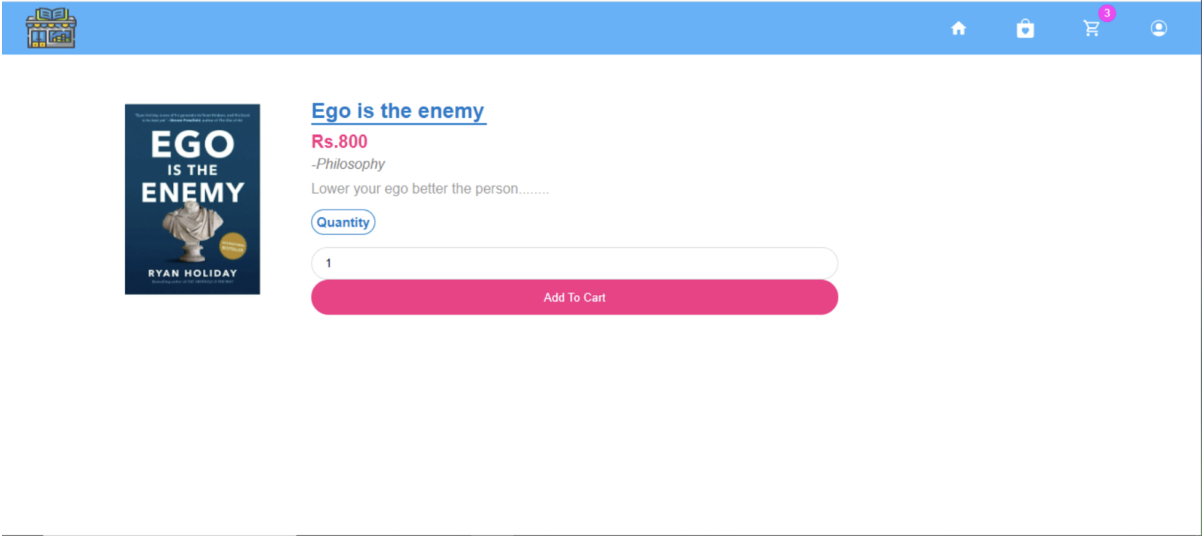 3
Ego is the enemy
Rs.800
-Philosophy
Lower your ego better the person........
Quantity
1
Add To Cart
EGO
IS THE
ENEMY
RYAN HOLIDAY